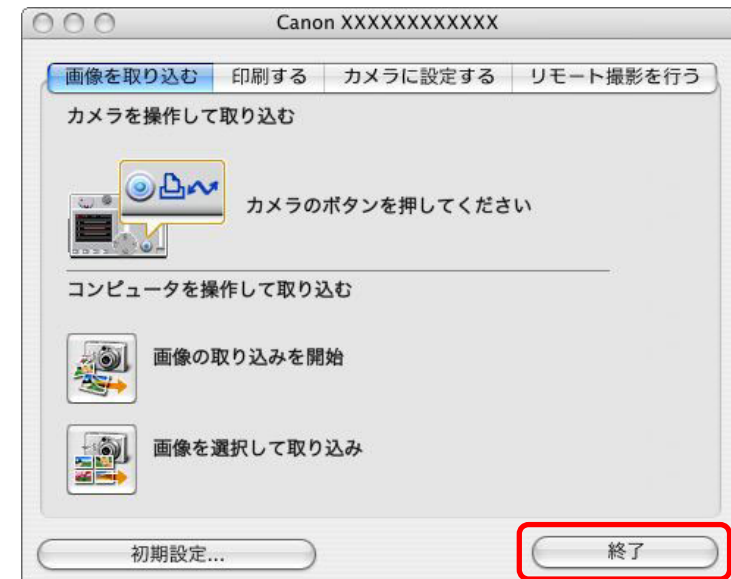 Canon XXXXXXXXXXXX
画像を取り込む 印刷する カメラに設定する リモート撮影を行う
カメラを操作して取り込む
カメラのボタンを押してください
コンピュータを操作して取り込む
画像の取り込みを開始
画像を選択して取り込み
初期設定... 終了